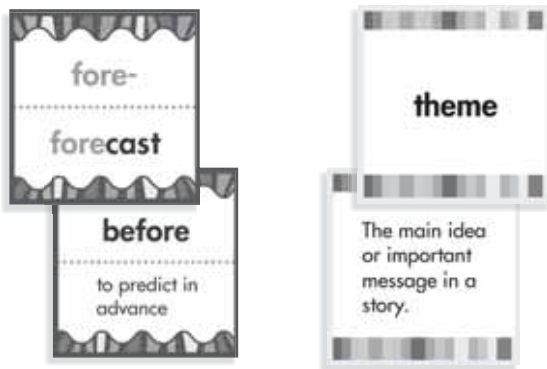 fore-
forecast
before
to predict in
advance
theme
The main idea
or important
message in a
story.